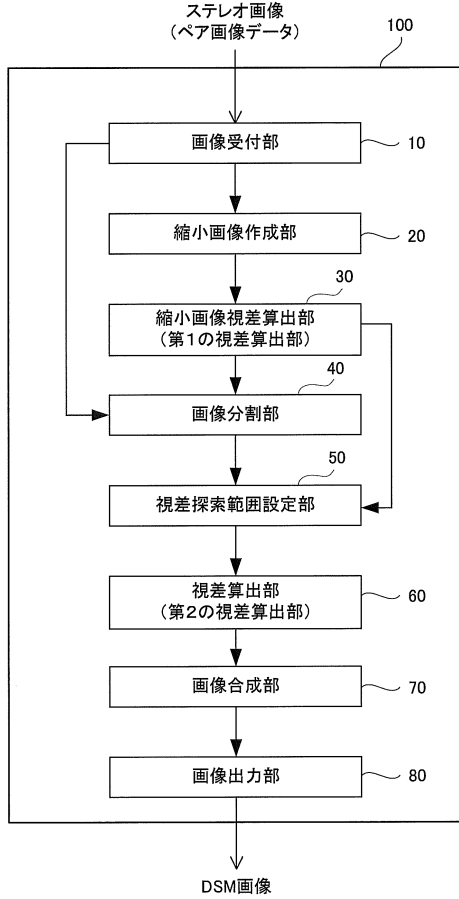 ステレオ画像
(ペア画像データ)
100
画像受付部
10
縮小画像作成部
20
30
縮小画像視差算出部
(第1の視差算出部)
40
画像分割部
50
視差探索範囲設定部
視差算出部
(第2の視差算出部)
60
画像合成部
70
画像出力部
80
DSM画像